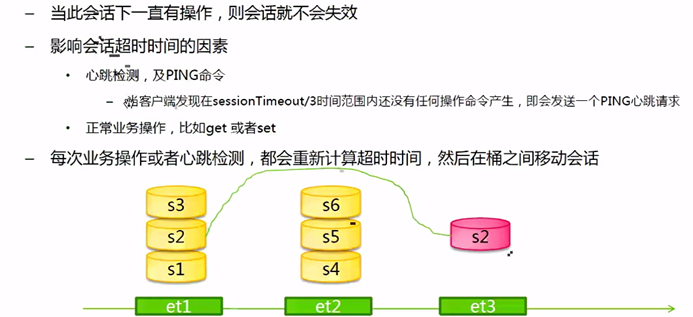 – 当此会话下一直有操作，则会话就不会失效
– 影响会话超时时间的因素
• 心跳检测，及PING命令
– 当客户端发现在sessionTimeout/3时间范围内还没有任何操作命令产生，即会发送一个PING心跳请求
• 正常业务操作，比如get 或者set
– 每次业务操作或者心跳检测，都会重新计算超时时间，然后在桶之间移动会话
s3 s6
s2 s5 s2
s1 s4
et1 et2 et3